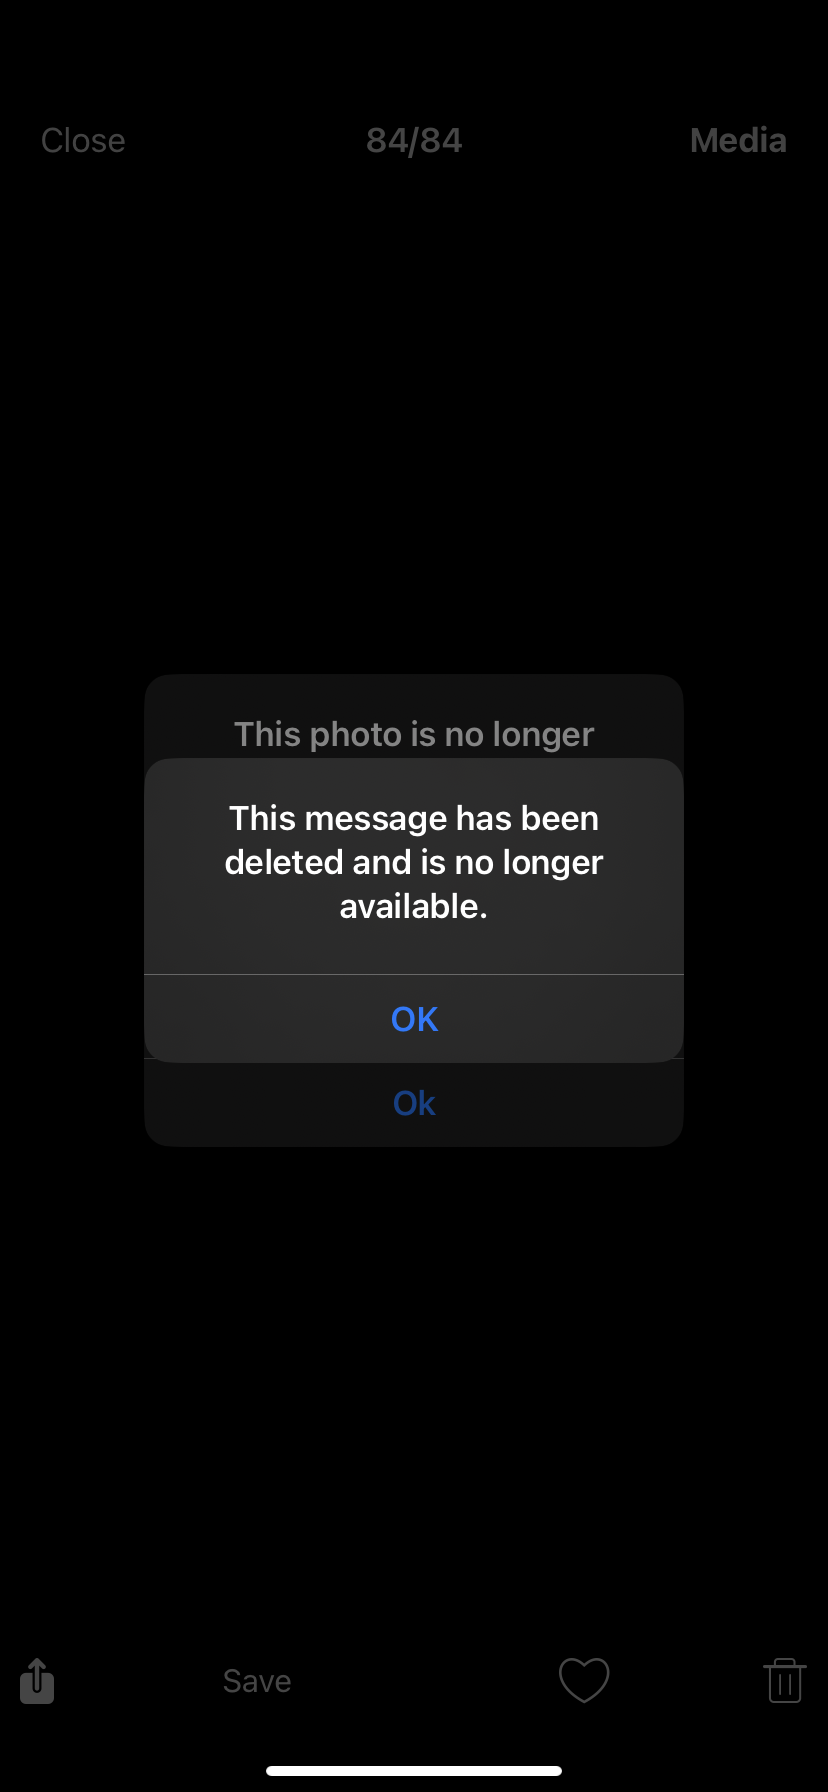 Close
84/84
Media
This photo is no longer
This message has been
deleted and is no longer
available.
OK
Ok
Save